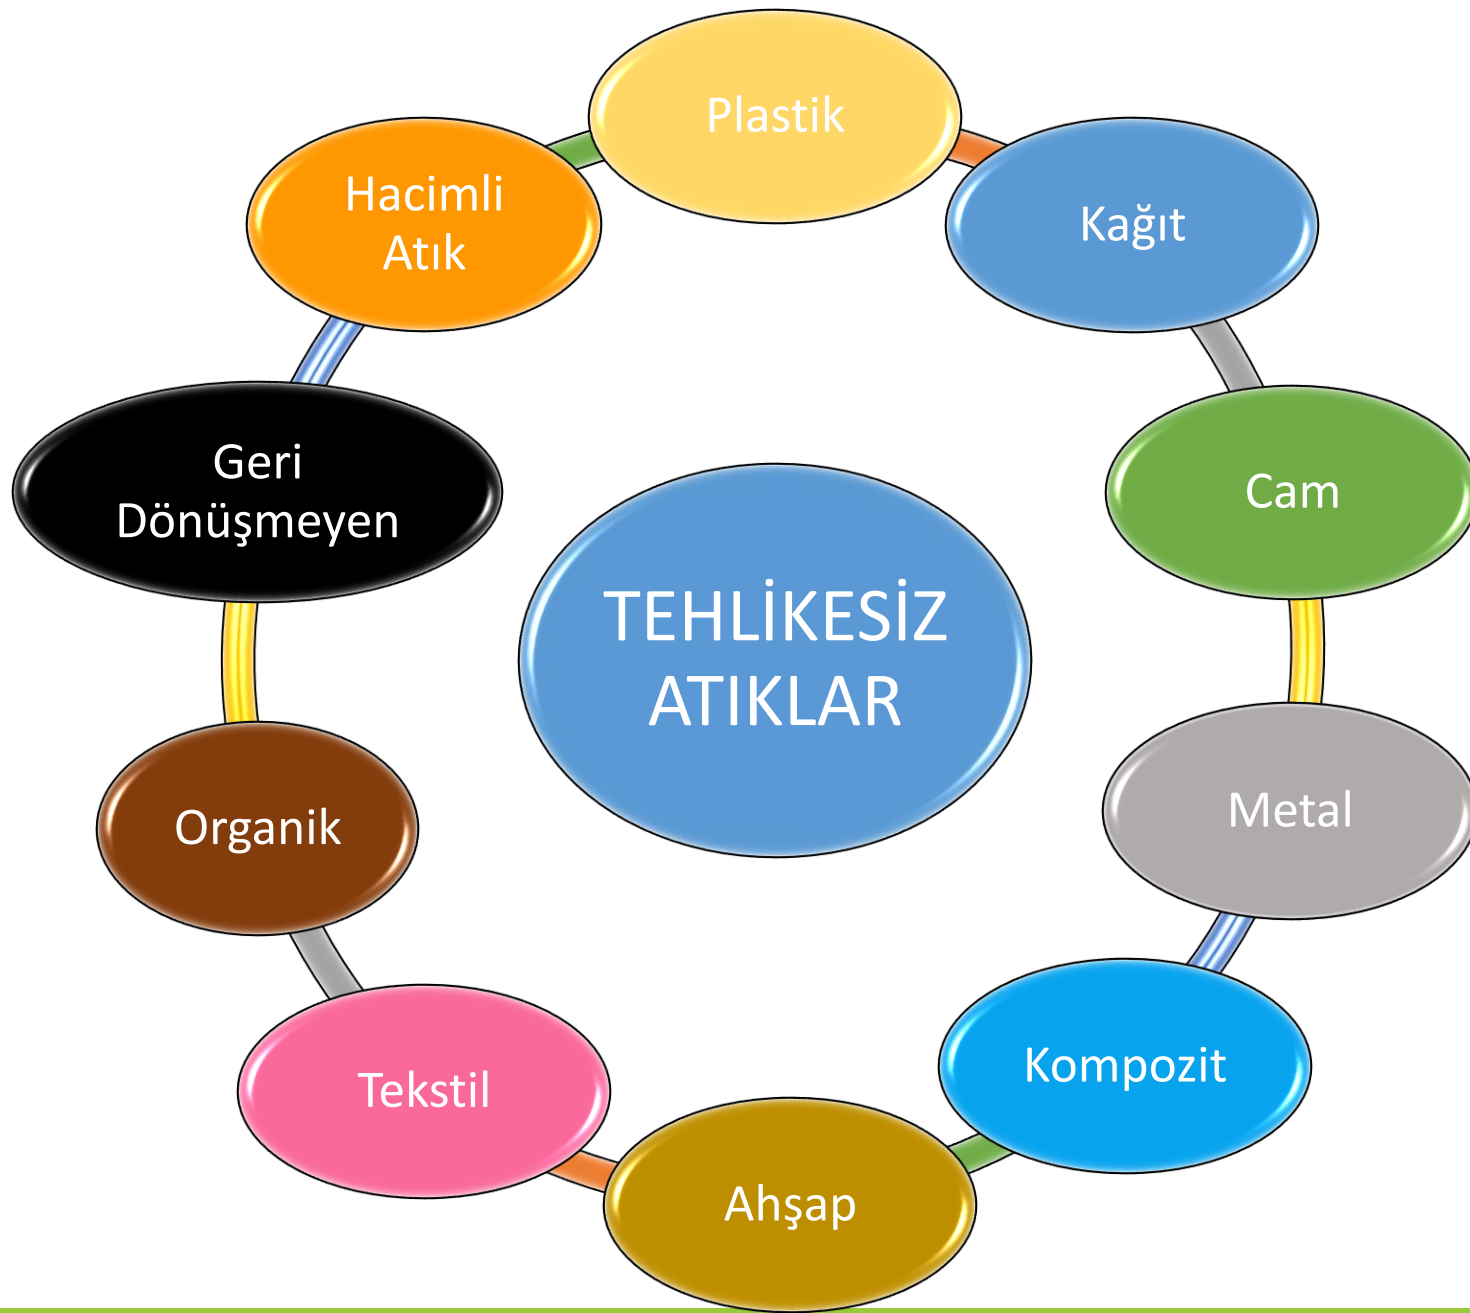 Plastik
Kağıt
Cam
Metal
Kompozit
Ahşap
Tekstil
Organik
Geri
Dönüşmeyen
Hacimli
Atık
TEHLİKESİZ
ATIKLAR